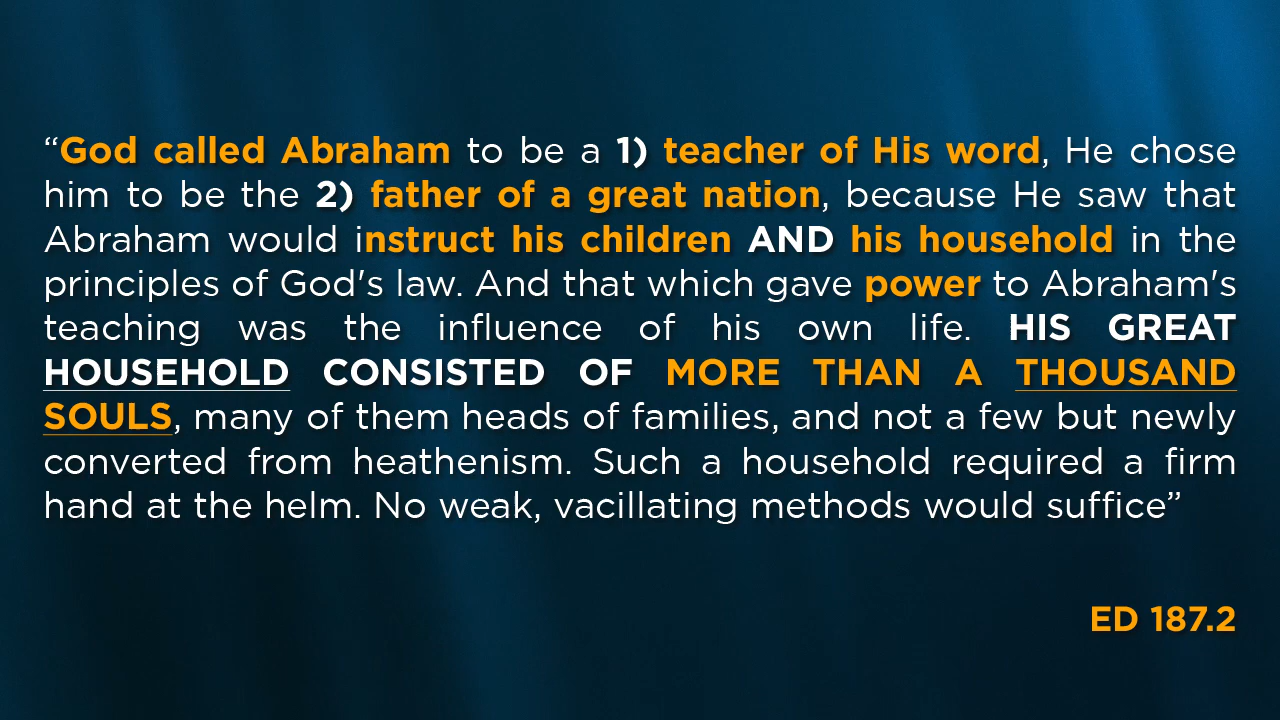 “God called Abraham to be a 1) teacher of His word, He chose
him to be the 2) father of a great nation, because He saw that
Abraham would instruct his children AND his household in the
principles of God's law. And that which gave power to Abraham's
teaching was the influence of his own life. HIS GREAT
HOUSEHOLD CONSISTED OF MORE THAN A THOUSAND
SOULS, many of them heads of families, and not a few but newly
converted from heathenism. Such a household required a firm
hand at the helm. No weak, vacillating methods would suffice”
ED 187.2